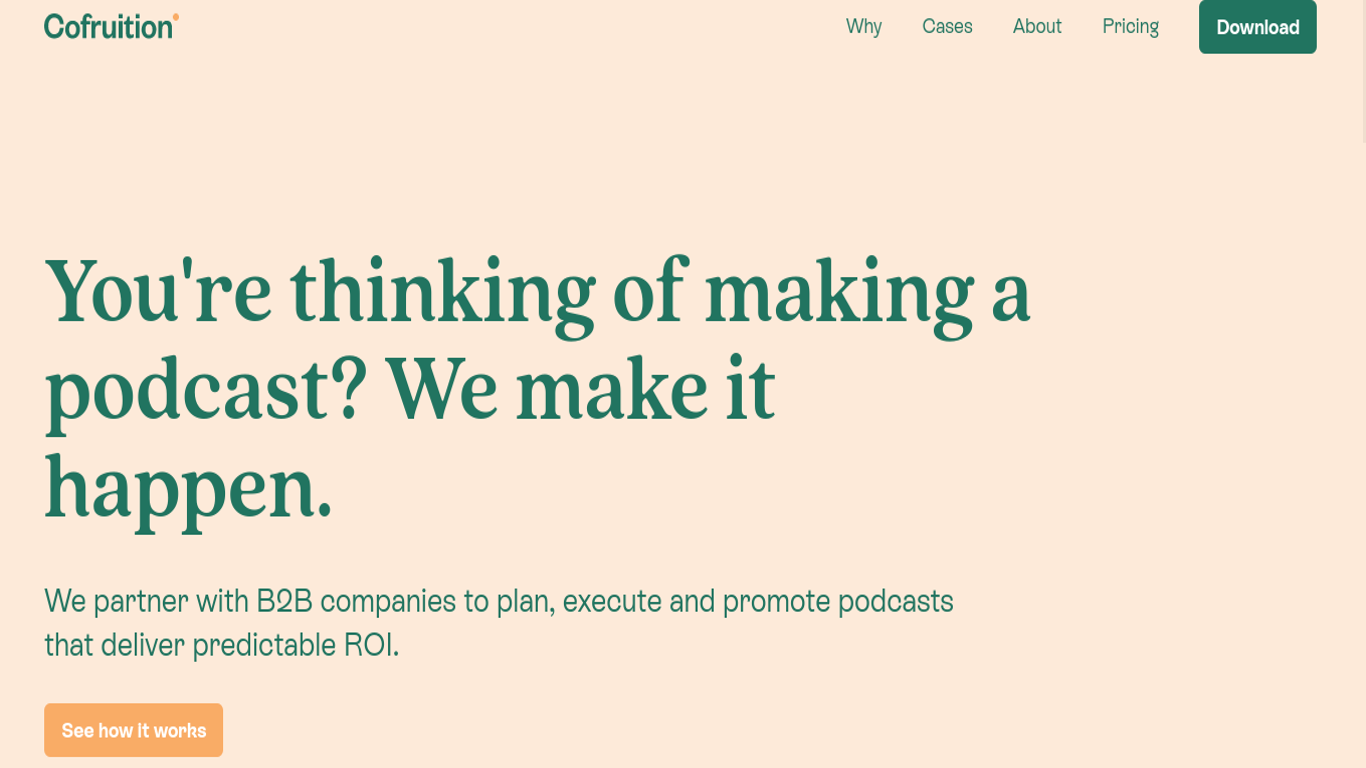 Cofruition
Why Cases About Pricing Download
You're thinking of making a
podcast? We make it
happen.
We partner with B2B companies to plan, execute and promote podcasts
that deliver predictable ROI.
See how it works